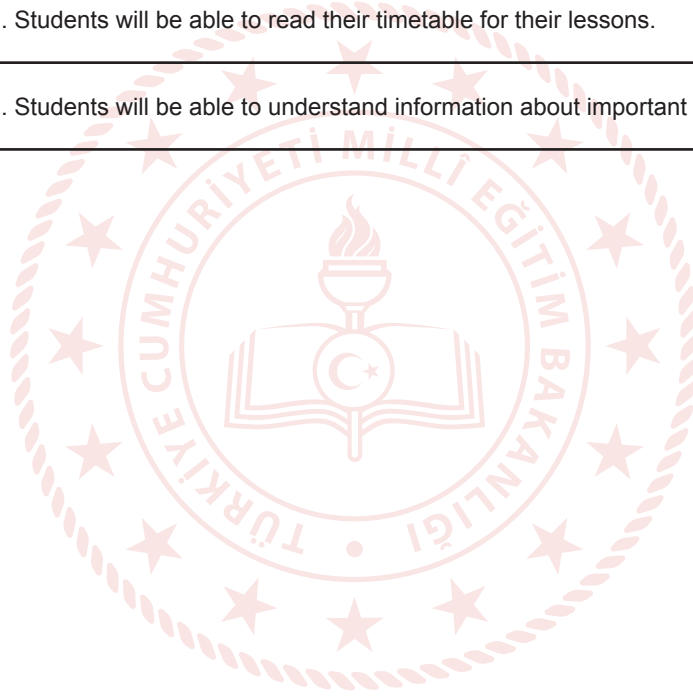 . Students will be able to read their timetable for their lessons.
. Students will be able to understand information about important
TÜRKİYE CUMHURİYETİ MİLLÎ EĞİTİM BAKANLIĞI